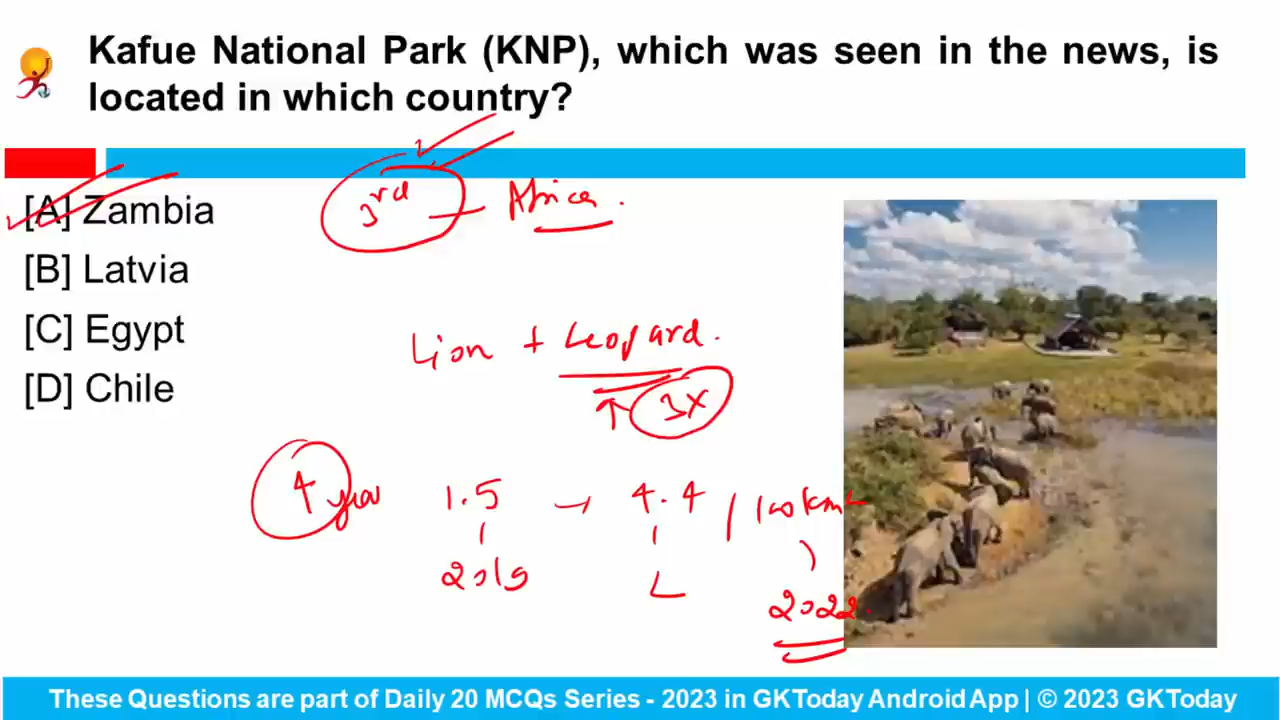 Kafue National Park (KNP), which was seen in the news, is
located in which country?
[A] Zambia
3rd — Africa.
[B] Latvia
[C] Egypt
Lion + Leopard.
[D] Chile
↑ 3x
4 year 1.5 → 4.4 / 100 km²
2019 L 2022.
These Questions are part of Daily 20 MCQs Series - 2023 in GKToday Android App | © 2023 GKToday